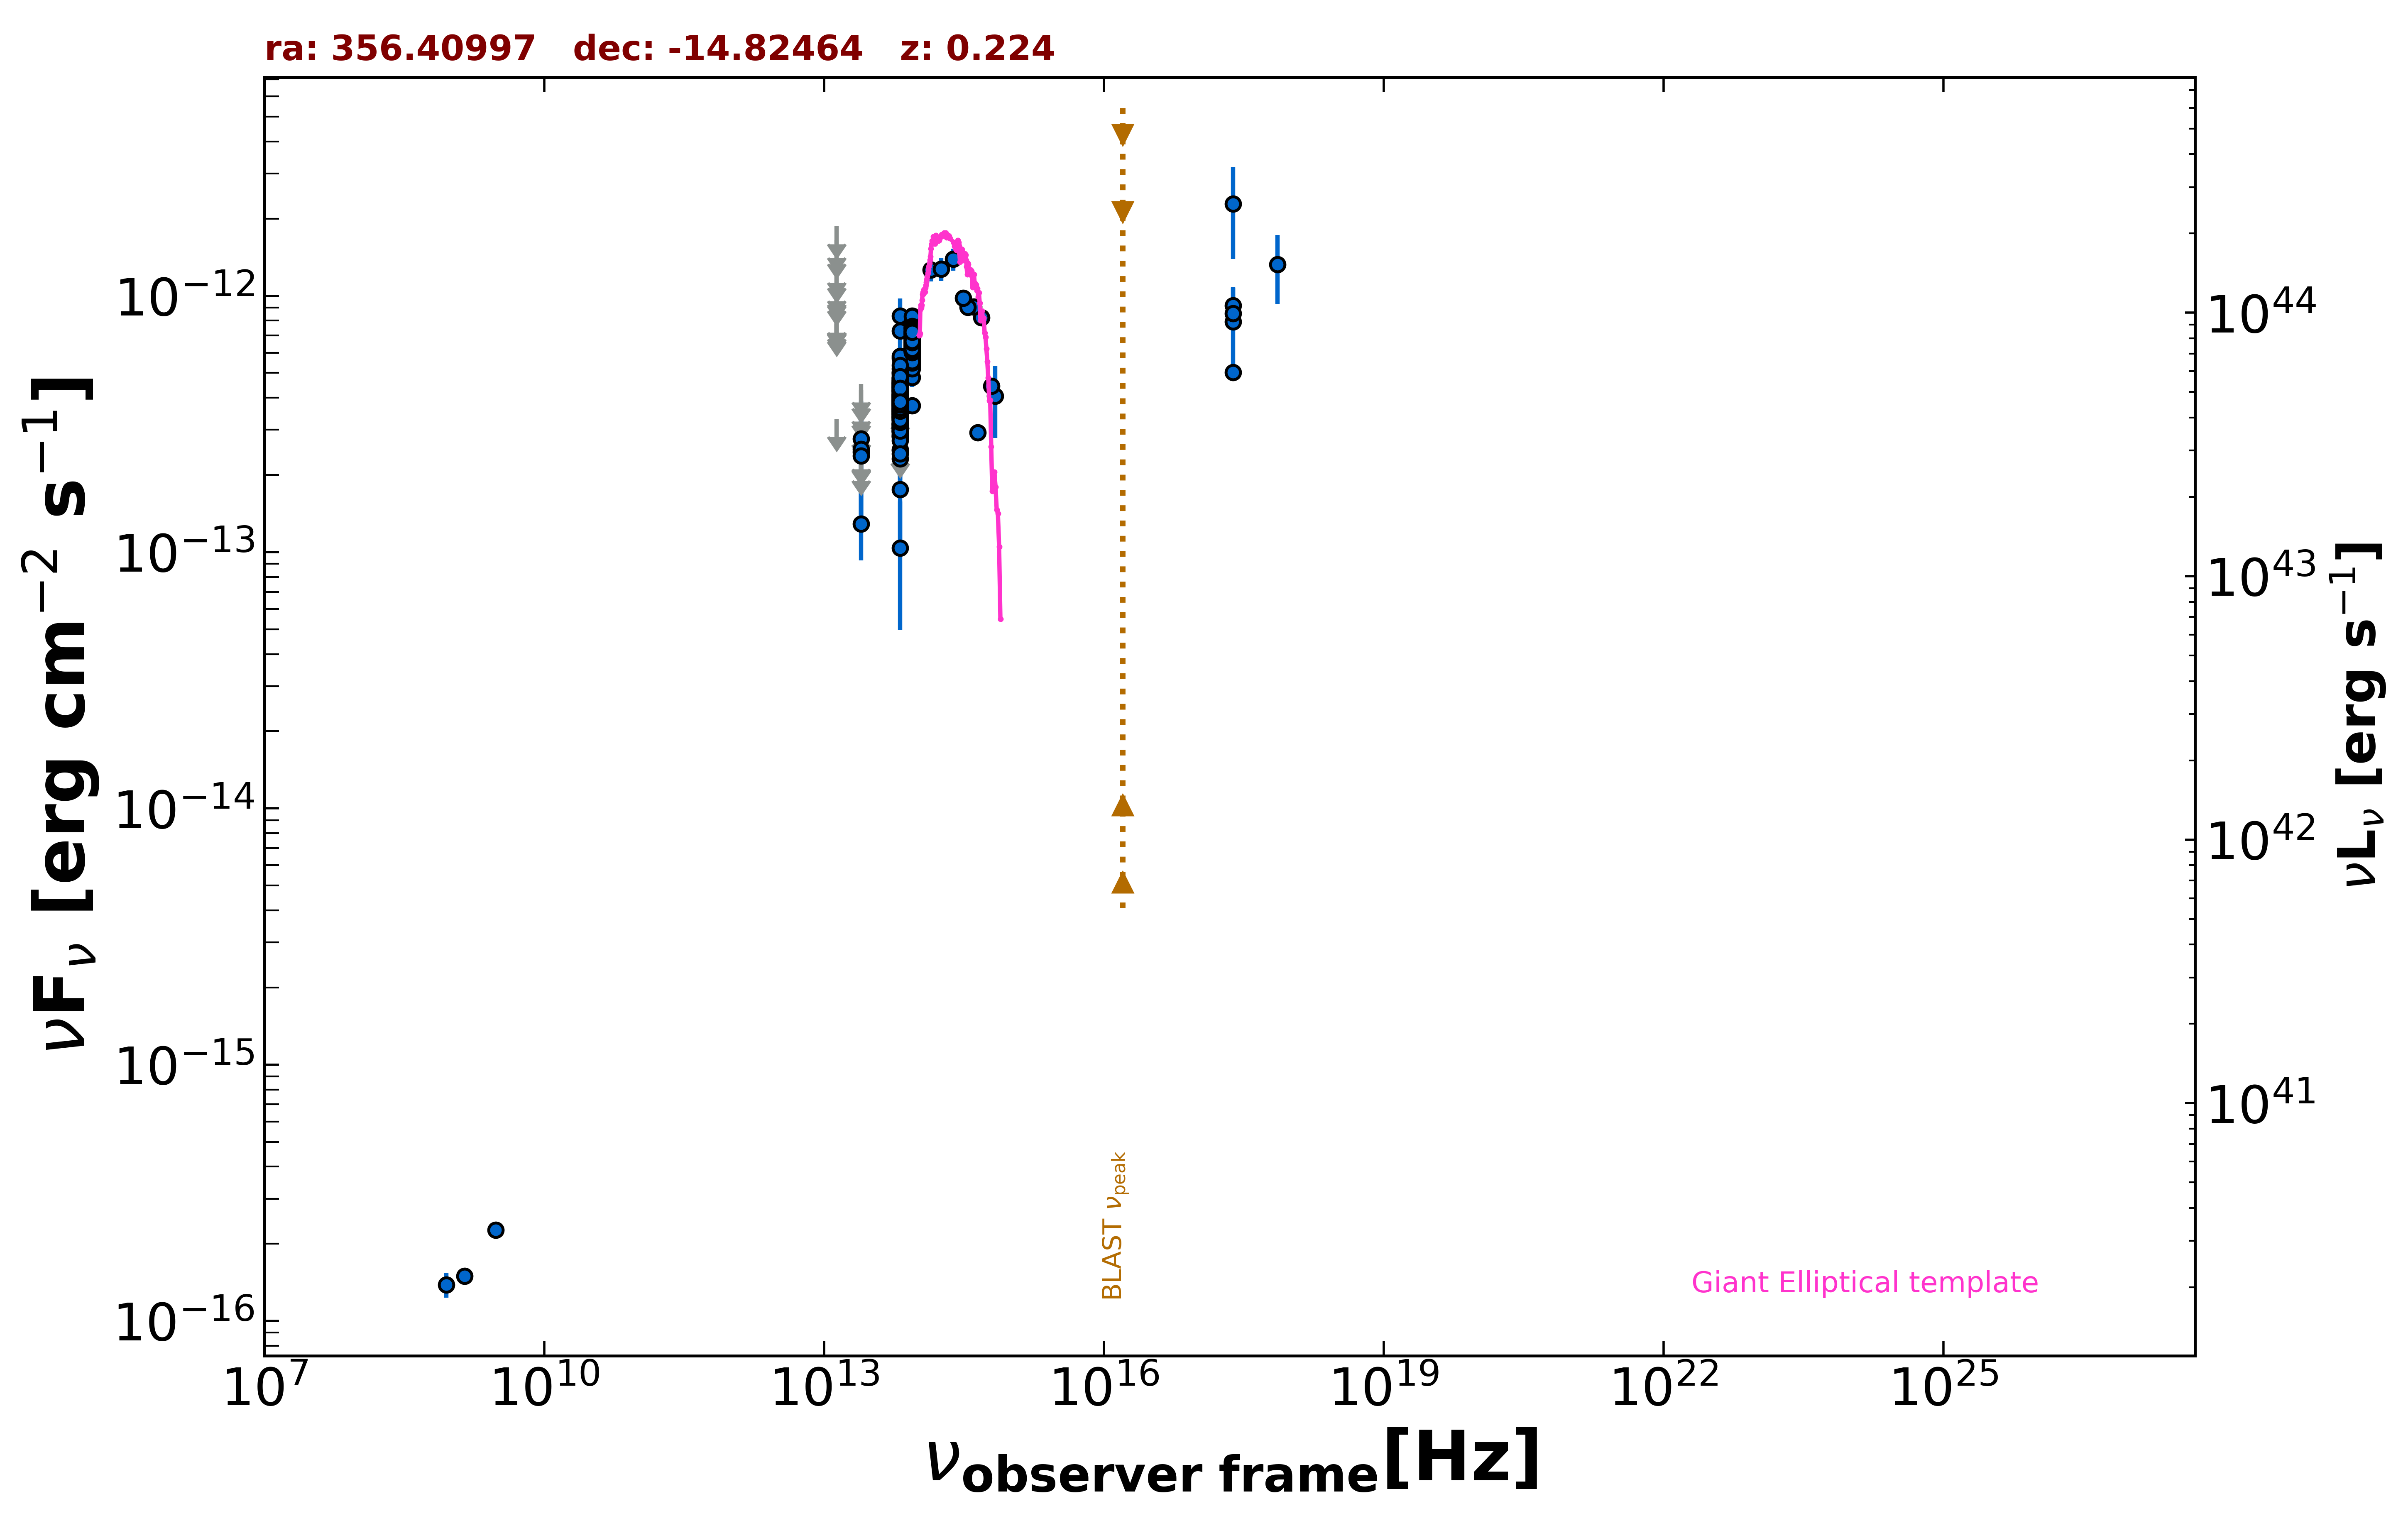 ra: 356.40997   dec: -14.82464   z: 0.224
νFν [erg cm⁻² s⁻¹]
10⁻¹²
10⁻¹³
10⁻¹⁴
10⁻¹⁵
10⁻¹⁶
10⁴⁴
10⁴³
10⁴²
10⁴¹
νLν [erg s⁻¹]
BLAST νpeak
Giant Elliptical template
10⁷ 10¹⁰ 10¹³ 10¹⁶ 10¹⁹ 10²² 10²⁵
νobserver frame[Hz]